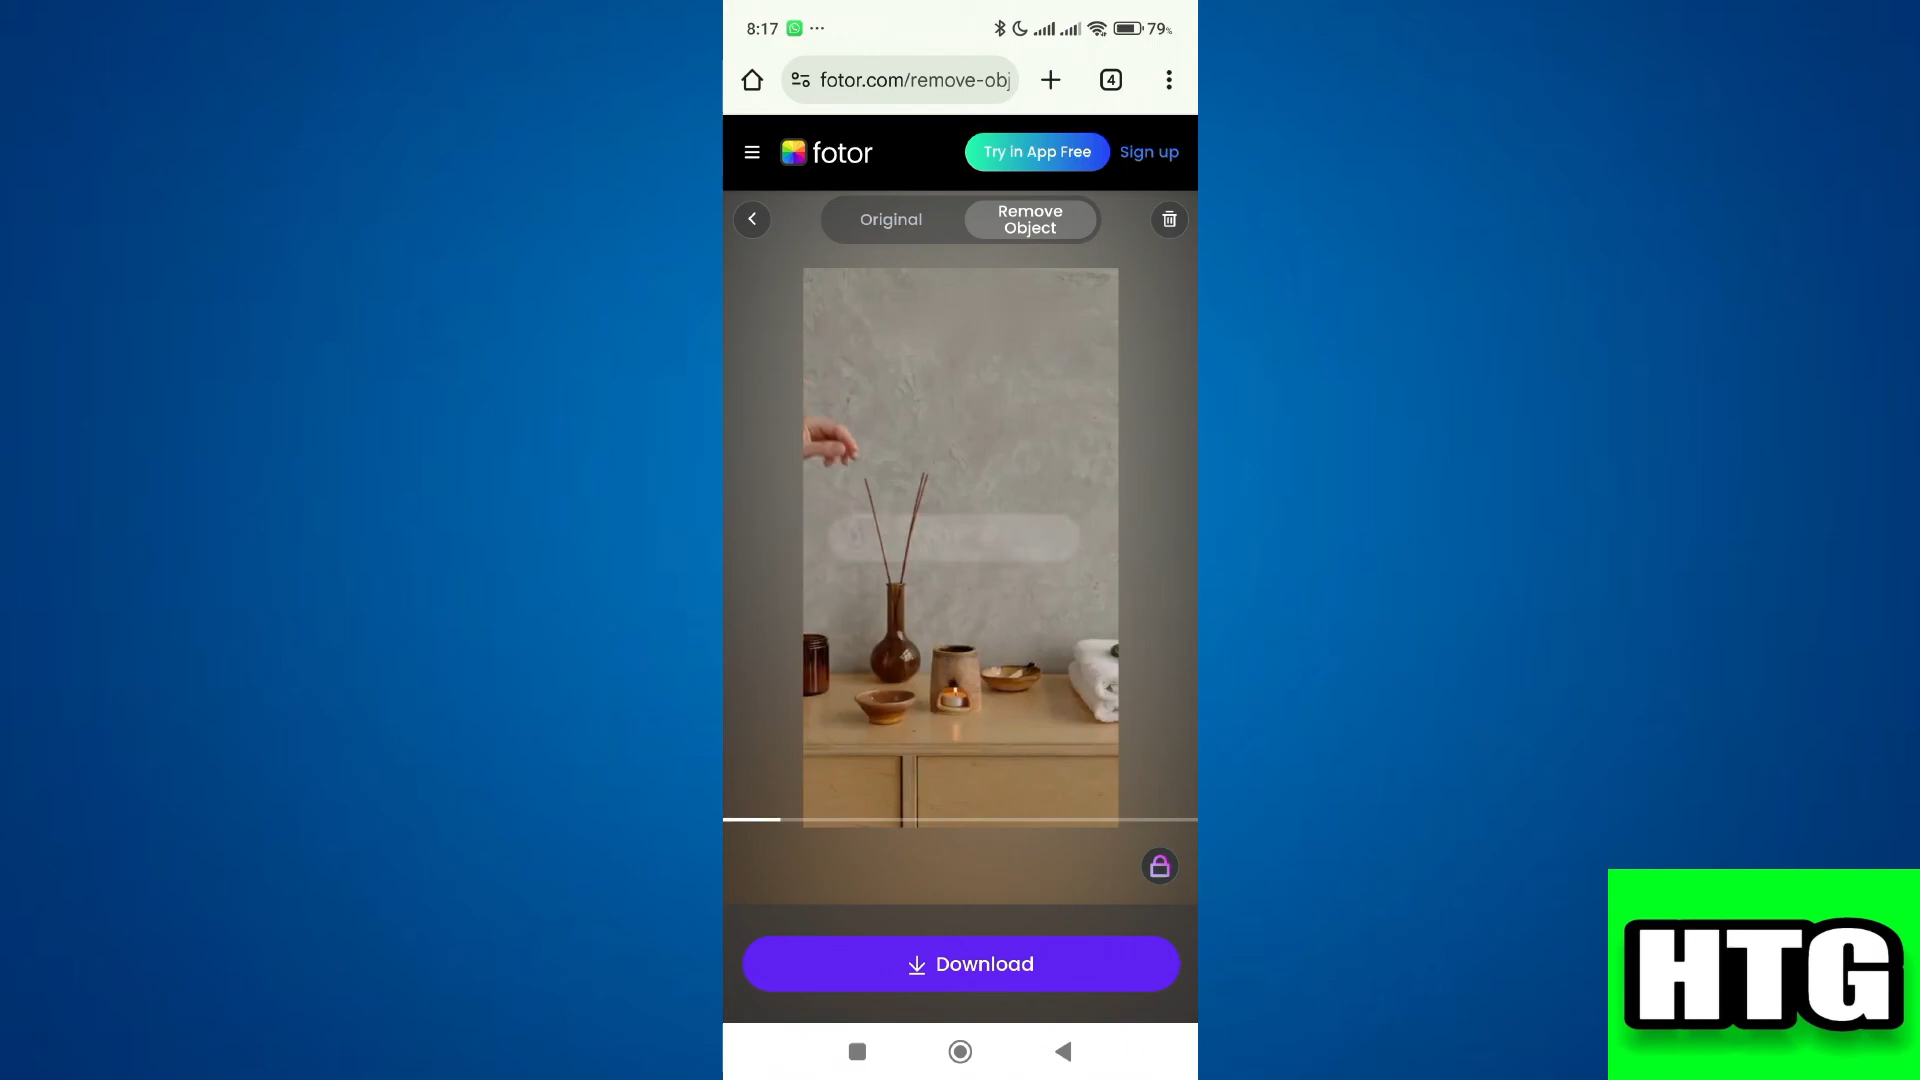 8:17
79%
fotor.com/remove-obj
4
fotor
Try in App Free
Sign up
Original
Remove
Object
Download
HTG